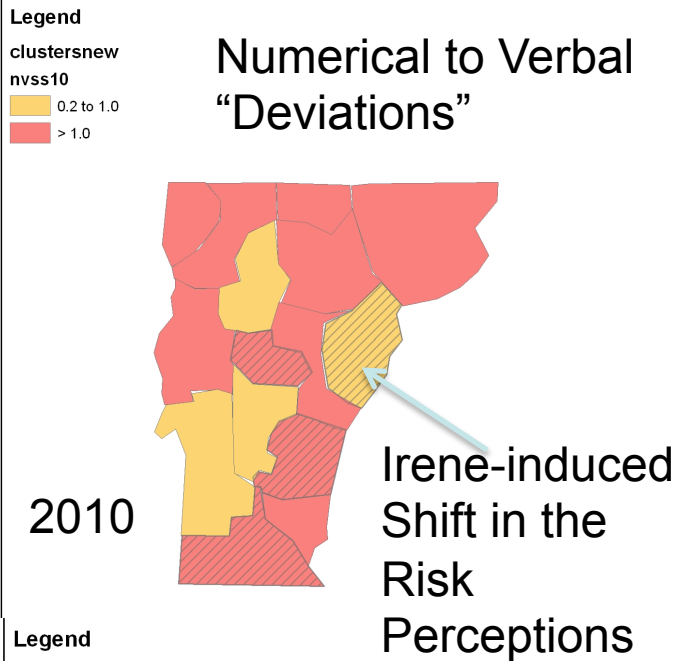 Legend
clustersnew
nvss10
0.2 to 1.0
> 1.0
Numerical to Verbal
“Deviations”
2010
Irene-induced
Shift in the
Risk
Perceptions
Legend